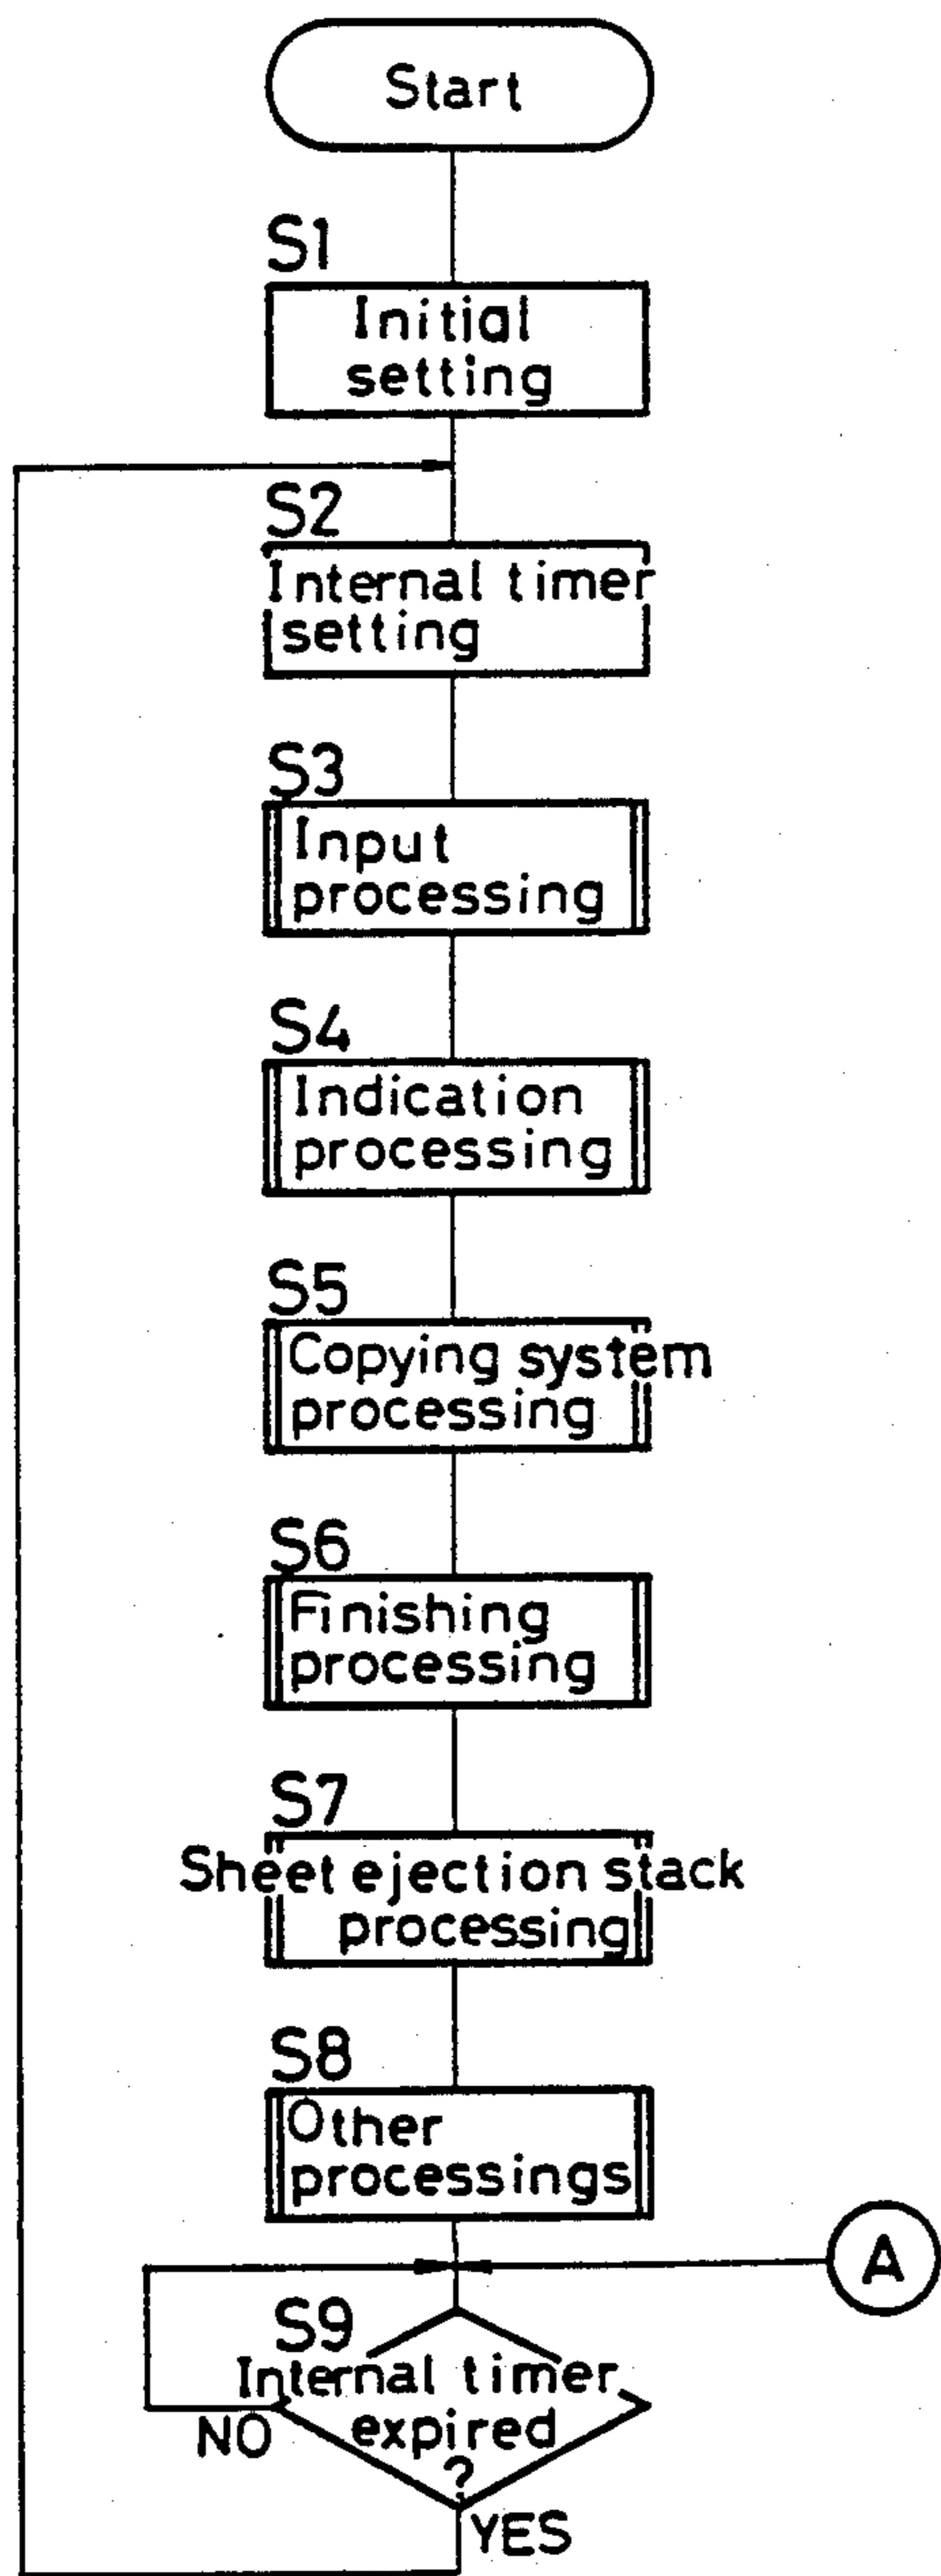 Start
S1
Initial
setting
S2
Internal timer
setting
S3
Input
processing
S4
Indication
processing
S5
Copying system
processing
S6
Finishing
processing
S7
Sheet ejection stack
processing
S8
Other
processings
A
S9
Internal timer
expired
?
NO
YES